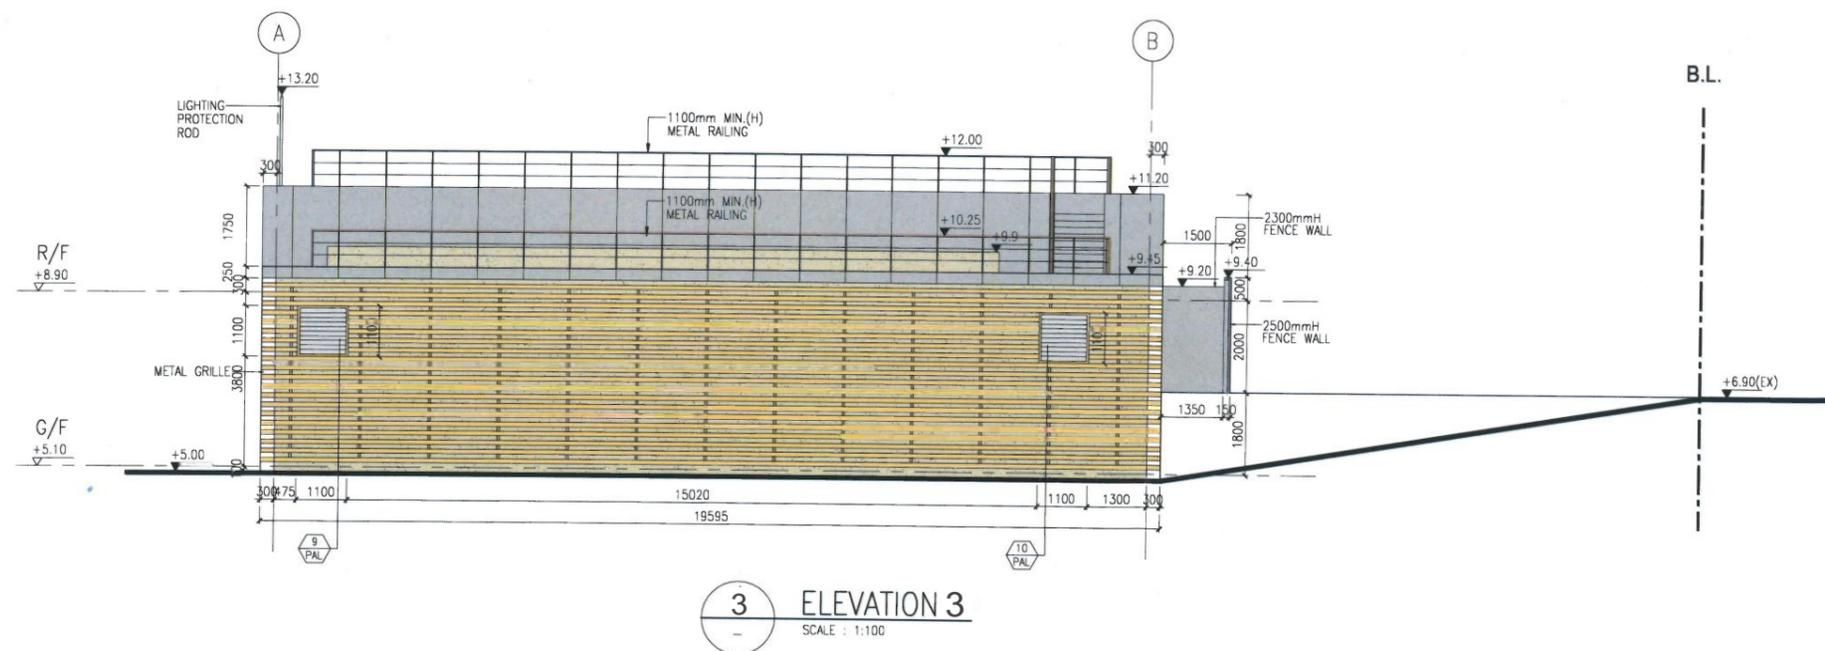 A
B
B.L.
+13.20
LIGHTING
PROTECTION
ROD
1100mm MIN.(H)
METAL RAILING
+12.00
300
300
+11.20
1100mm MIN.(H)
METAL RAILING
2300mmH
FENCE WALL
1750
1800
+10.25
1500
+9.9
R/F
+8.90
+9.45
+9.40
+9.20
250
300
500
1100
1100
1100
2500mmH
FENCE WALL
2000
METAL GRILLE
3800
+6.90(EX)
1350
150
1800
G/F
+5.10
+5.00
300
475
1100
15020
1100
1300
300
19595
9
PAL
10
PAL
3
–
ELEVATION 3
SCALE : 1:100